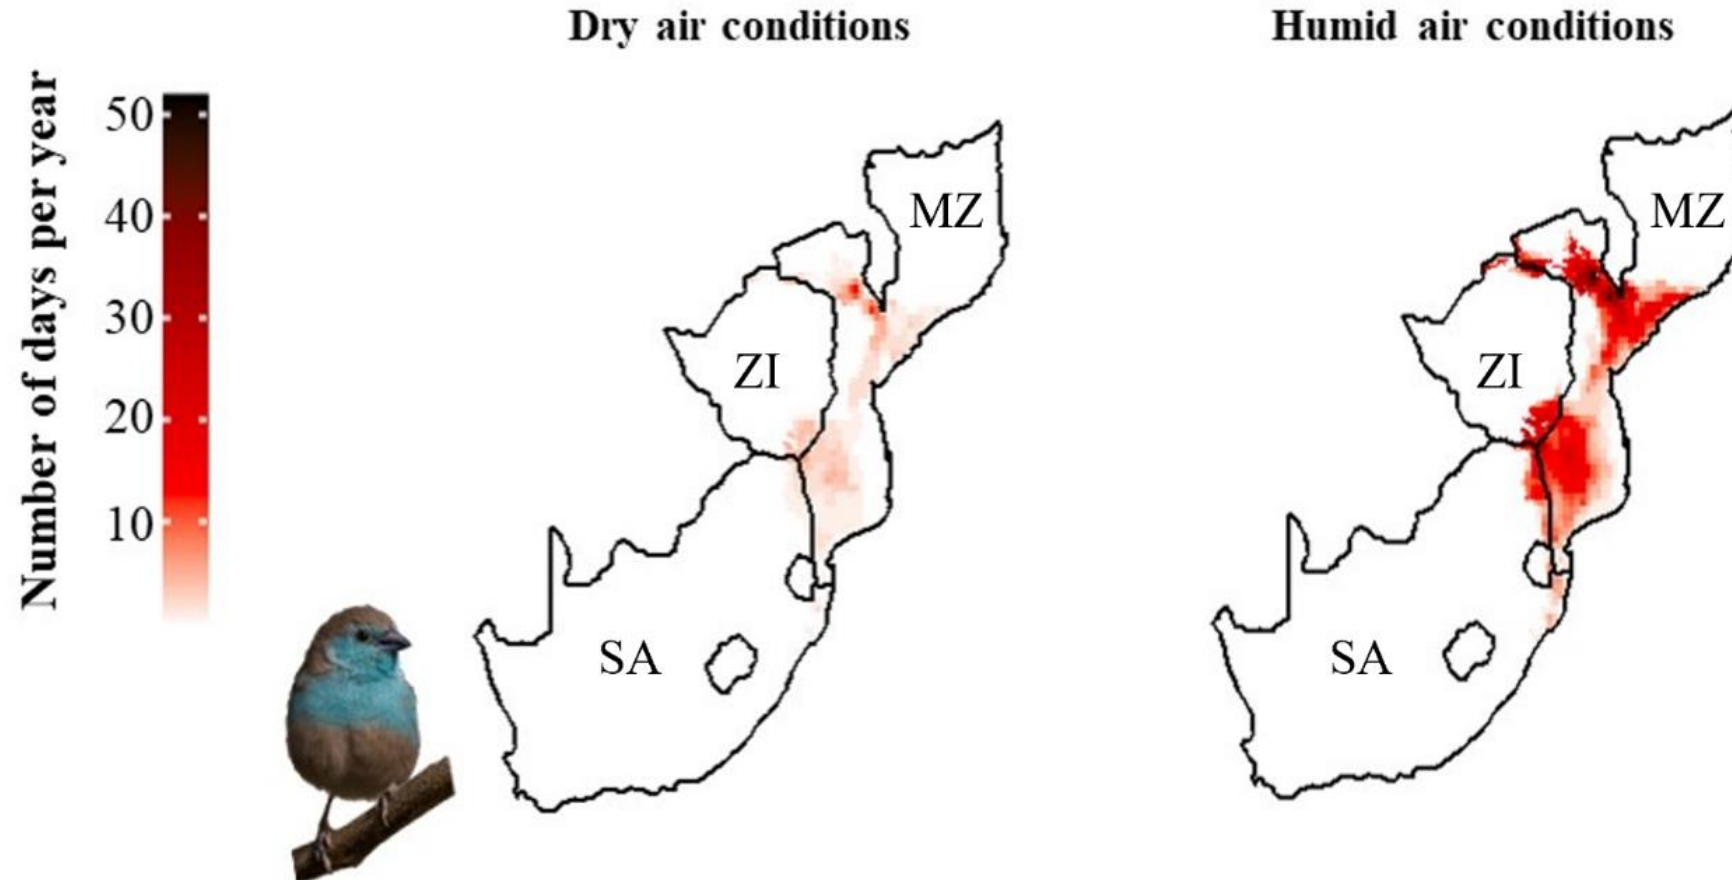 Dry air conditions
Humid air conditions
Number of days per year
50
40
30
20
10
MZ
ZI
SA
MZ
ZI
SA